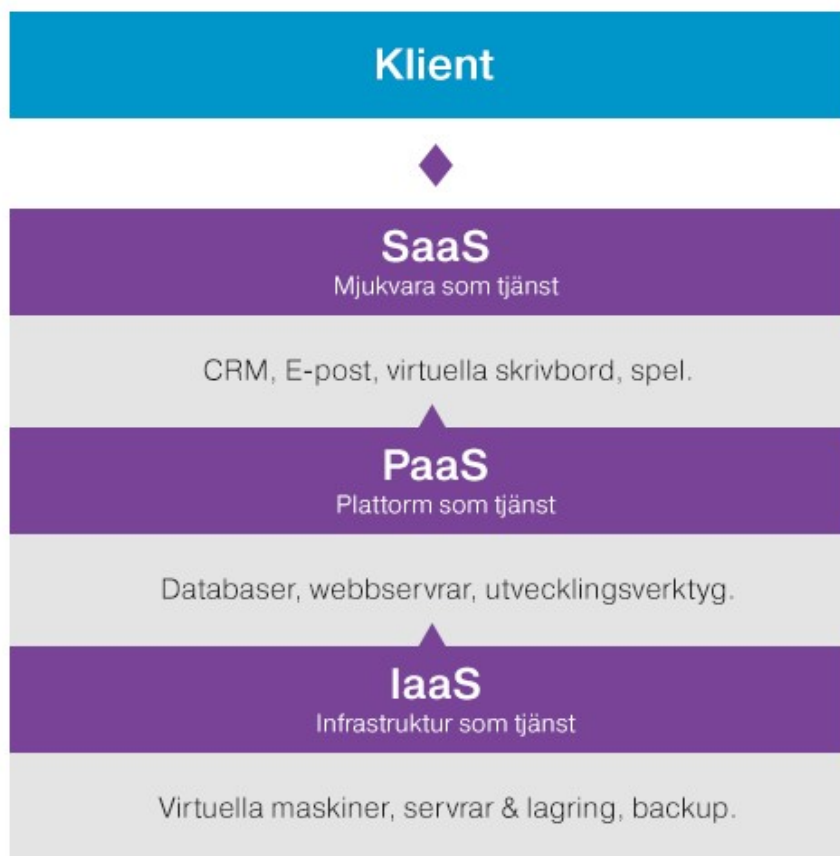 Klient
SaaS
Mjukvara som tjänst
CRM, E-post, virtuella skrivbord, spel.
PaaS
Plattorm som tjänst
Databaser, webbservrar, utvecklingsverktyg.
IaaS
Infrastruktur som tjänst
Virtuella maskiner, servrar & lagring, backup.